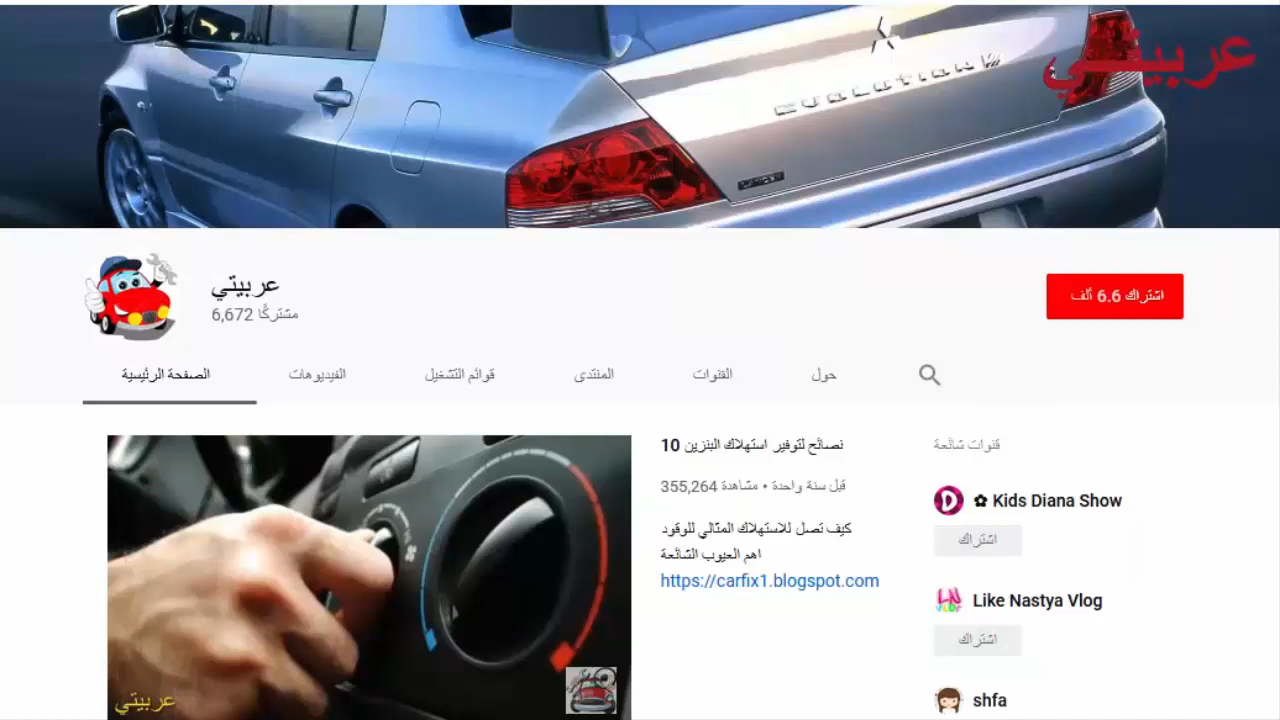 عربيتي
EVOLUTION
عربيتي
6,672 مشتركًا
اشتراك 6.6 ألف
الصفحة الرئيسية
الفيديوهات
قوائم التشغيل
المنتدى
القنوات
حول
10 نصائح لتوفير استهلاك البنزين
355,264 مشاهدة • قبل سنة واحدة
كيف تصل للاستهلاك المثالي للوقود
اهم العيوب الشائعة
https://carfix1.blogspot.com
عربيتي
قنوات شائعة
✿ Kids Diana Show
اشتراك
Like Nastya Vlog
اشتراك
shfa